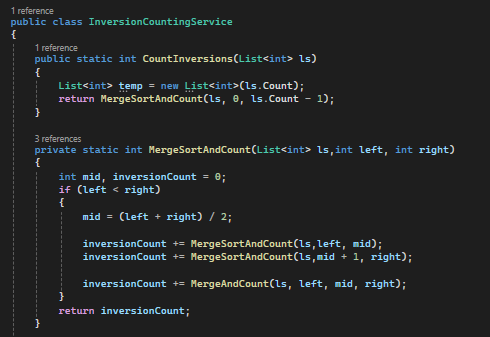 1 reference
public class InversionCountingService
{
1 reference
public static int CountInversions(List<int> ls)
{
List<int> temp = new List<int>(ls.Count);
return MergeSortAndCount(ls, 0, ls.Count - 1);
}
3 references
private static int MergeSortAndCount(List<int> ls,int left, int right)
{
int mid, inversionCount = 0;
if (left < right)
{
mid = (left + right) / 2;
inversionCount += MergeSortAndCount(ls,left, mid);
inversionCount += MergeSortAndCount(ls,mid + 1, right);
inversionCount += MergeAndCount(ls, left, mid, right);
}
return inversionCount;
}